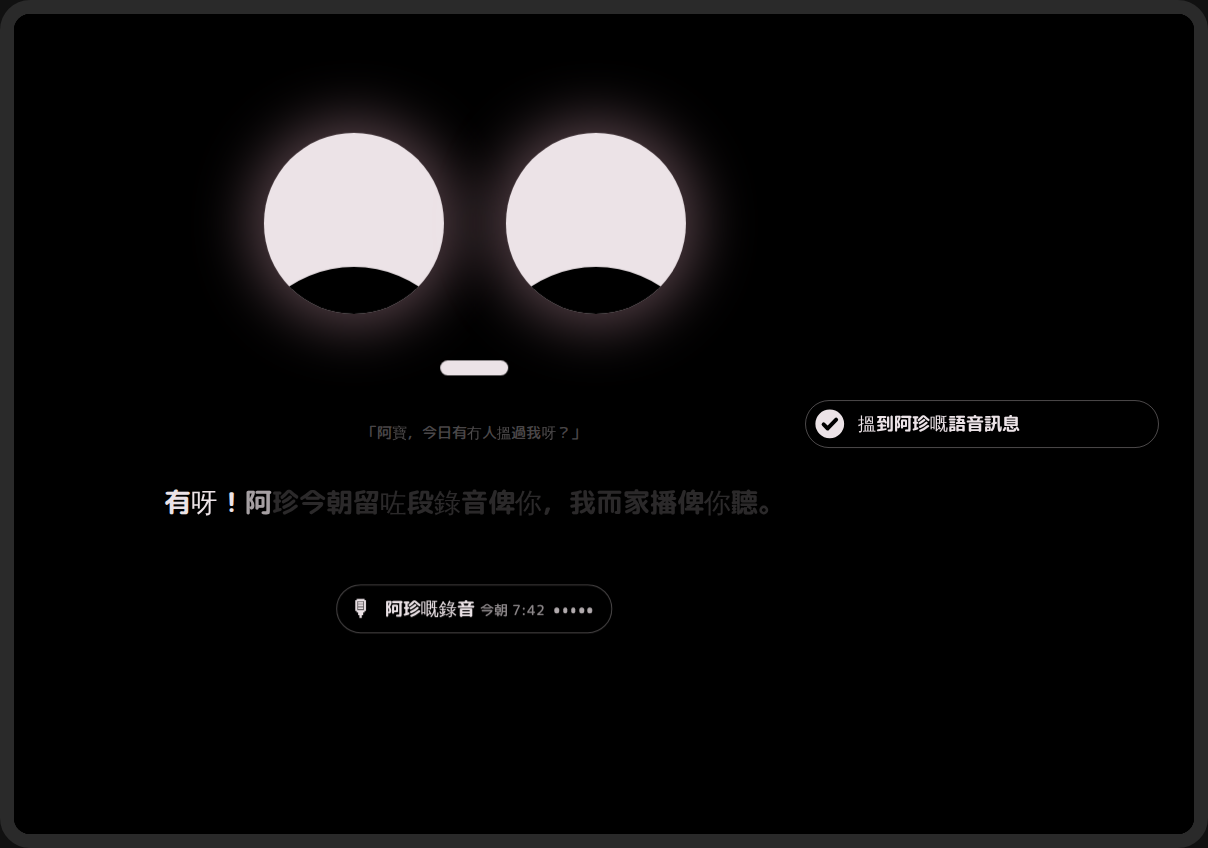 「阿寶，今日有冇人搵過我呀？」
搵到阿珍嘅語音訊息
有呀！阿珍今朝留咗段錄音俾你，我而家播俾你聽。
阿珍嘅錄音 今朝 7:42